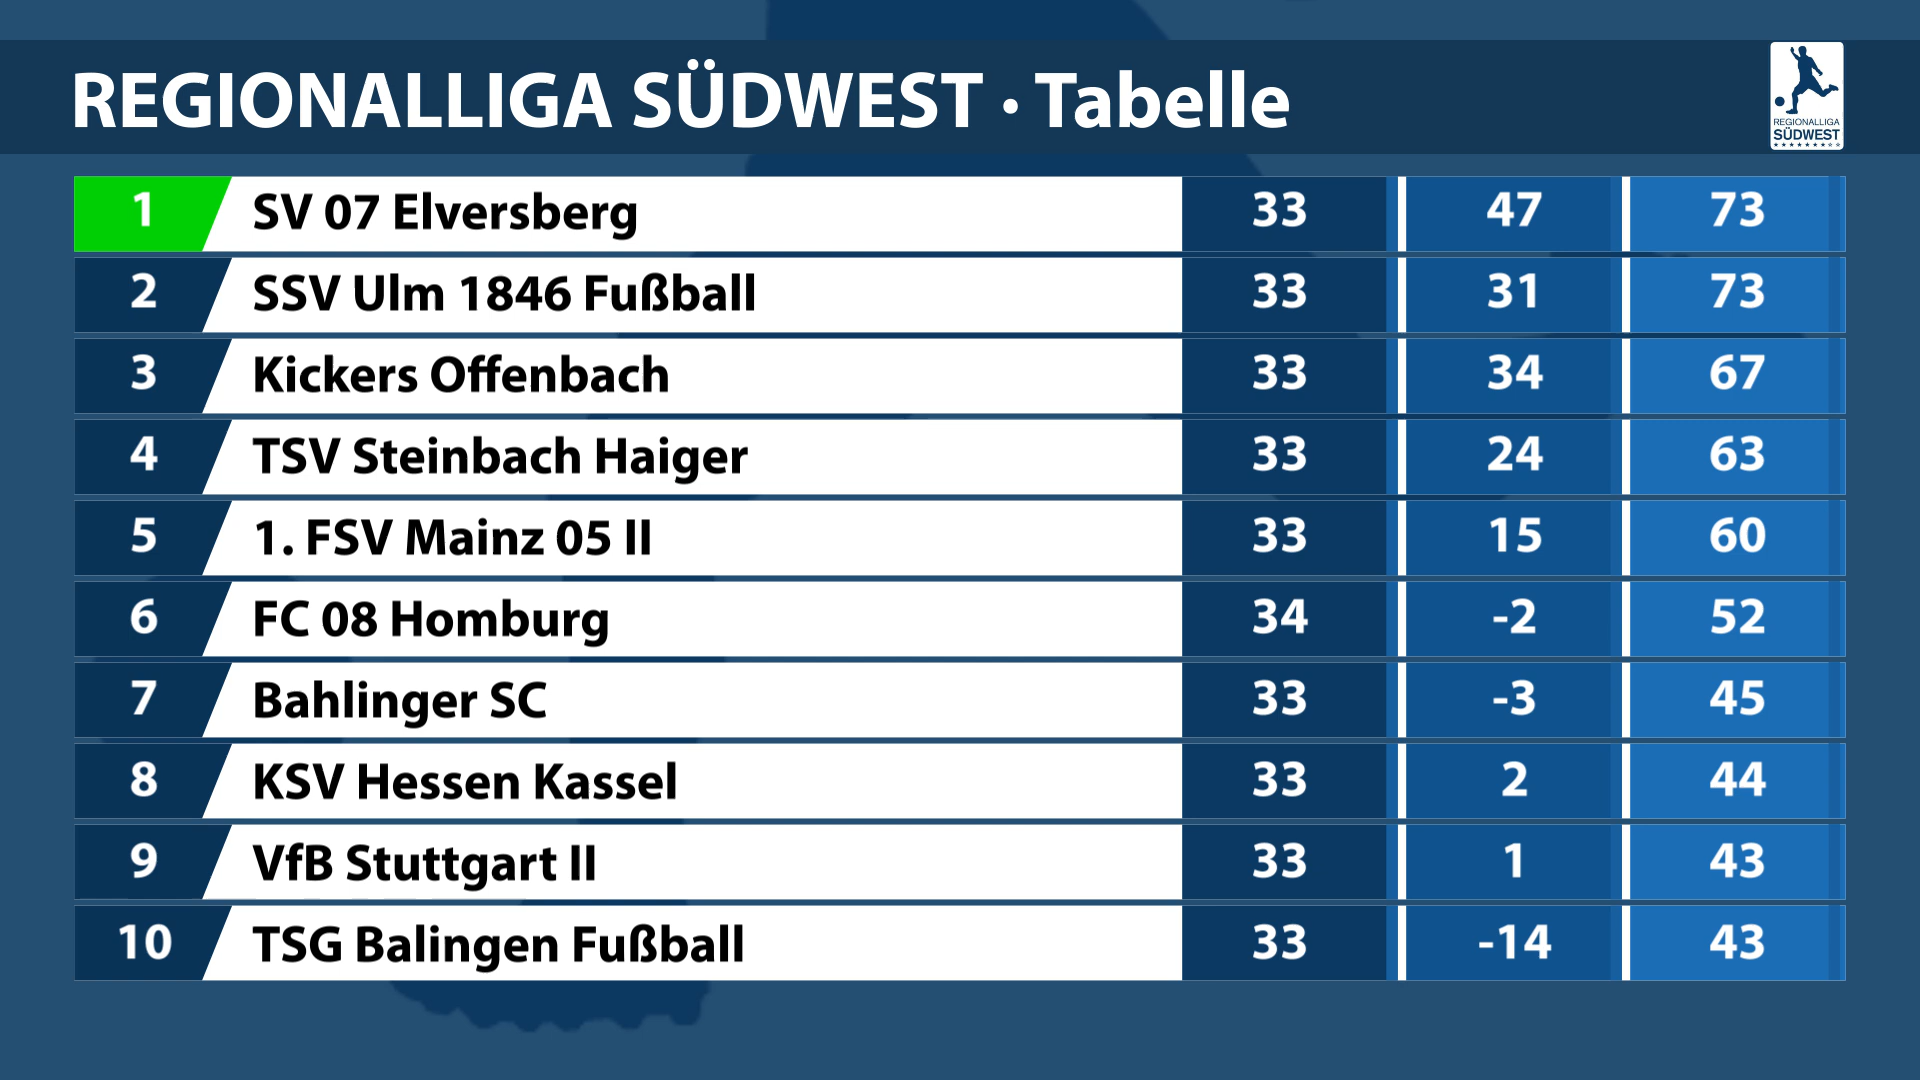 REGIONALLIGA SÜDWEST · Tabelle
REGIONALLIGA
SÜDWEST
1 SV 07 Elversberg 33 47 73
2 SSV Ulm 1846 Fußball 33 31 73
3 Kickers Offenbach 33 34 67
4 TSV Steinbach Haiger 33 24 63
5 1. FSV Mainz 05 II 33 15 60
6 FC 08 Homburg 34 -2 52
7 Bahlinger SC 33 -3 45
8 KSV Hessen Kassel 33 2 44
9 VfB Stuttgart II 33 1 43
10 TSG Balingen Fußball 33 -14 43